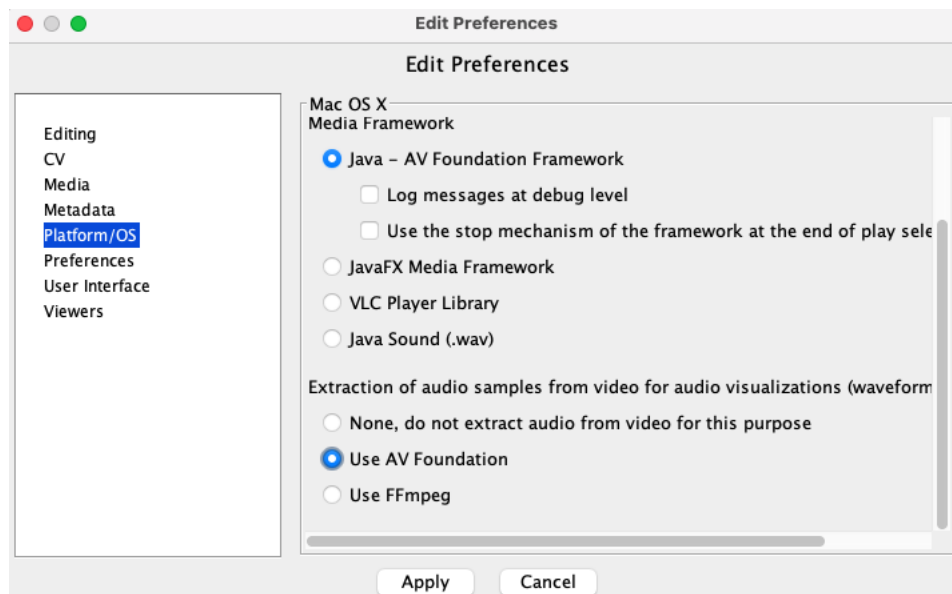 Edit Preferences
Edit Preferences
Editing
CV
Media
Metadata
Platform/OS
Preferences
User Interface
Viewers
Mac OS X
Media Framework
Java – AV Foundation Framework
Log messages at debug level
Use the stop mechanism of the framework at the end of play sele
JavaFX Media Framework
VLC Player Library
Java Sound (.wav)
Extraction of audio samples from video for audio visualizations (waveform
None, do not extract audio from video for this purpose
Use AV Foundation
Use FFmpeg
Apply
Cancel